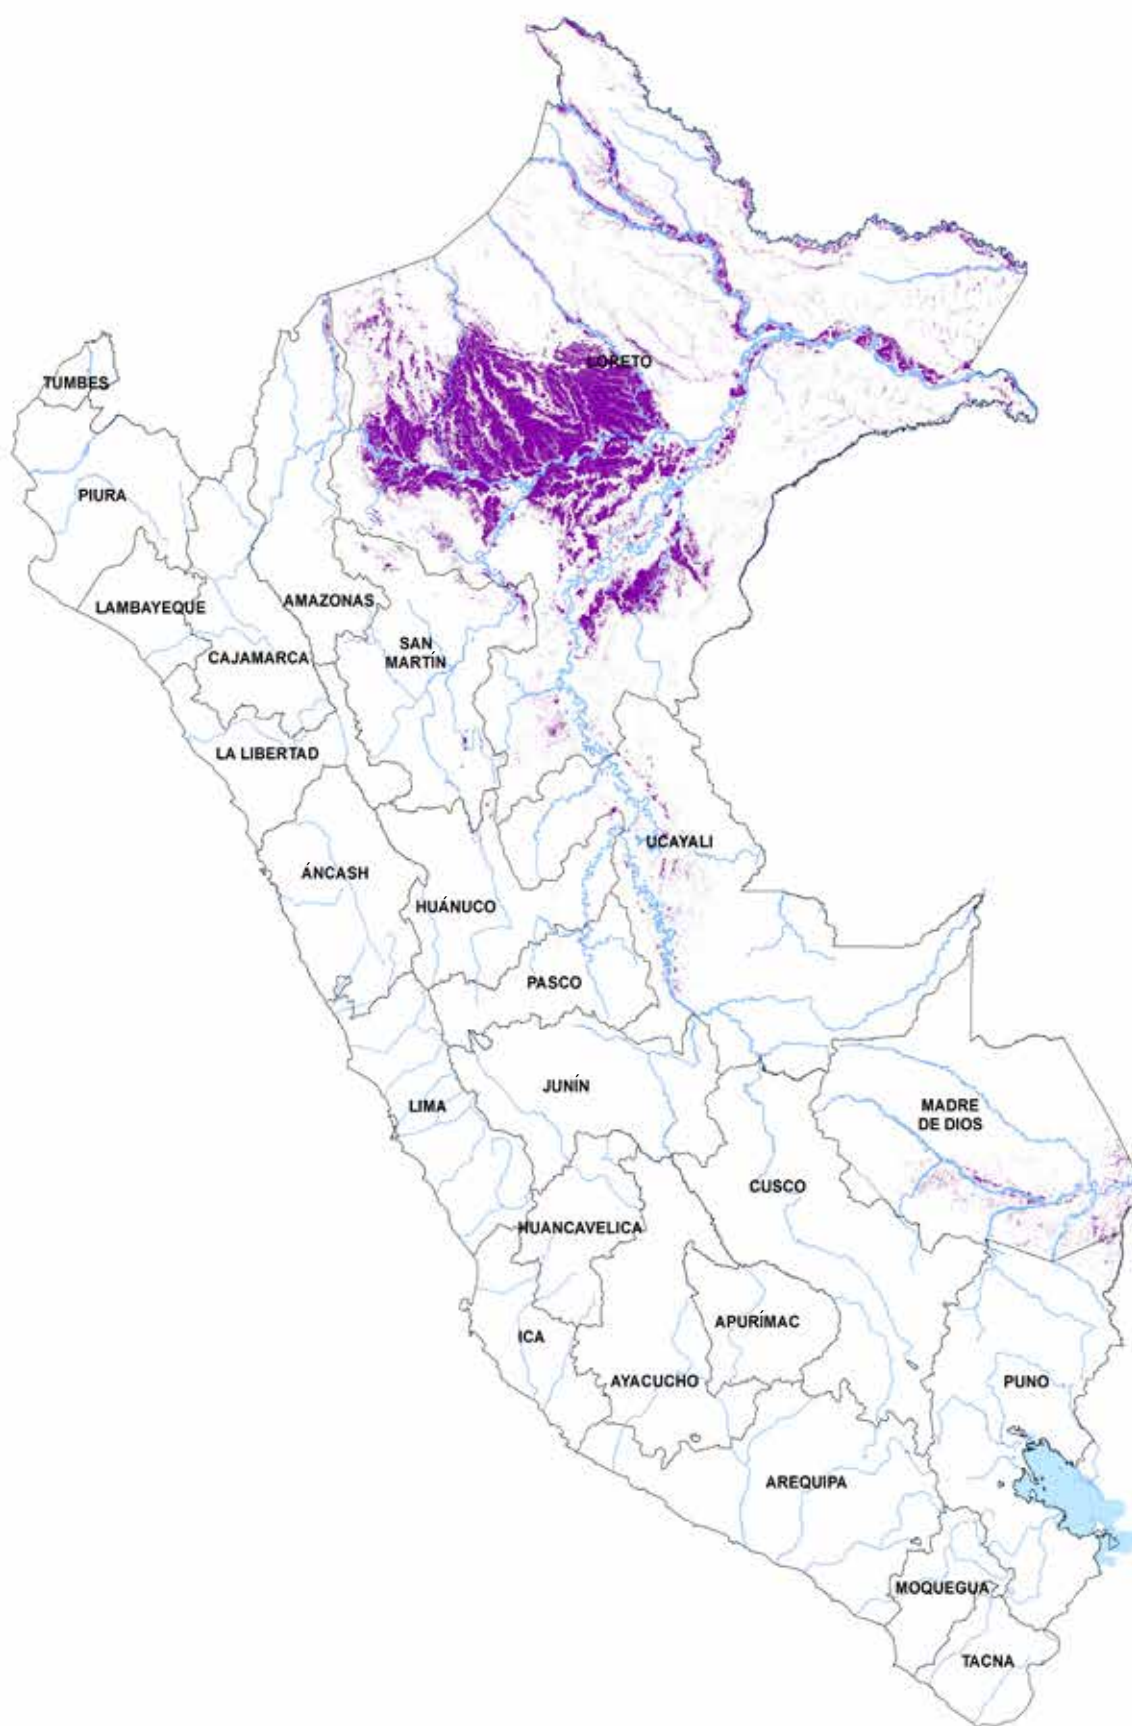 LORETO
TUMBES
PIURA
LAMBAYEQUE
AMAZONAS
CAJAMARCA
SAN
MARTÍN
LA LIBERTAD
ÁNCASH
UCAYALI
HUÁNUCO
PASCO
JUNÍN
LIMA
MADRE
DE DIOS
CUSCO
HUANCAVELICA
ICA
APURÍMAC
AYACUCHO
PUNO
AREQUIPA
MOQUEGUA
TACNA